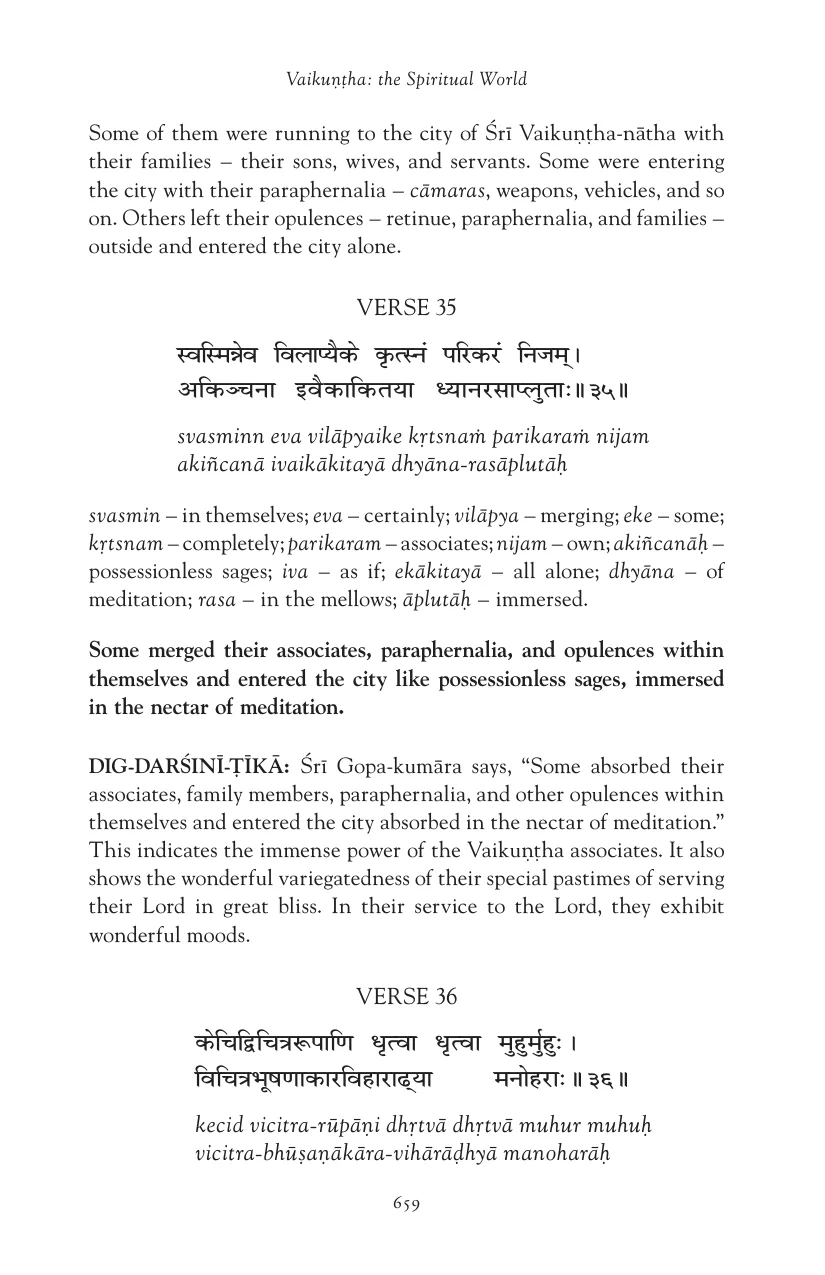 Vaikuṇṭha: the Spiritual World
Some of them were running to the city of Śrī Vaikuṇṭha-nātha with
their families – their sons, wives, and servants. Some were entering
the city with their paraphernalia – cāmaras, weapons, vehicles, and so
on. Others left their opulences – retinue, paraphernalia, and families –
outside and entered the city alone.
VERSE 35
स्वस्मिन्नेव विलाप्यैके कृत्स्नं परिकरं निजम्।
अकिञ्चना इवैकाकितया ध्यानरसाप्लुताः॥३५॥
svasminn eva vilāpyaike kṛtsnaṁ parikaraṁ nijam
akiñcanā ivaikākitayā dhyāna-rasāplutāḥ
svasmin – in themselves; eva – certainly; vilāpya – merging; eke – some;
kṛtsnam – completely; parikaram – associates; nijam – own; akiñcanāḥ –
possessionless sages; iva – as if; ekākitayā – all alone; dhyāna – of
meditation; rasa – in the mellows; āplutāḥ – immersed.
Some merged their associates, paraphernalia, and opulences within
themselves and entered the city like possessionless sages, immersed
in the nectar of meditation.
DIG-DARŚINĪ-ṬĪKĀ: Śrī Gopa-kumāra says, “Some absorbed their
associates, family members, paraphernalia, and other opulences within
themselves and entered the city absorbed in the nectar of meditation.”
This indicates the immense power of the Vaikuṇṭha associates. It also
shows the wonderful variegatedness of their special pastimes of serving
their Lord in great bliss. In their service to the Lord, they exhibit
wonderful moods.
VERSE 36
केचिद्विचित्ररूपाणि धृत्वा धृत्वा मुहुर्मुहुः ।
विचित्रभूषणाकारविहाराढ्या मनोहराः॥३६॥
kecid vicitra-rūpāṇi dhṛtvā dhṛtvā muhur muhuḥ
vicitra-bhūṣaṇākāra-vihārāḍhyā manoharāḥ
659